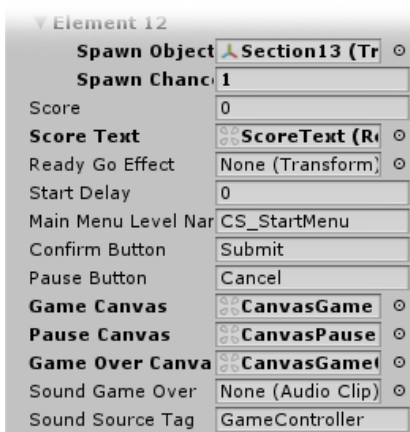 Element 12
Spawn Object Section13 (Tr
Spawn Chanc 1
Score 0
Score Text ScoreText (Re
Ready Go Effect None (Transform)
Start Delay 0
Main Menu Level Nar CS_StartMenu
Confirm Button Submit
Pause Button Cancel
Game Canvas CanvasGame
Pause Canvas CanvasPause
Game Over Canva CanvasGame
Sound Game Over None (Audio Clip)
Sound Source Tag GameController